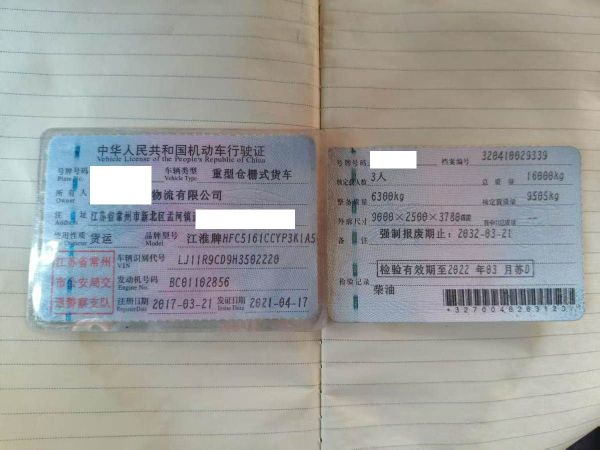 中华人民共和国机动车行驶证
Vehicle License of the People's Republic of China
号牌号码 Plate No. 车辆类型 Vehicle Type 重型仓栅式货车
所有人 Owner 物流有限公司
住址 江苏省常州市新北区云河镇
使用性质 货运 品牌型号 Model 江淮牌HFC5161CCYP3K1A5
江苏省常州
市公安局交
通警察支队
车辆识别代号 VIN LJ11R9CD9H3502220
发动机号码 Engine No. BC01102856
注册日期 Register Date 2017-03-21 发证日期 Issue Date 2021-04-17
号牌号码 档案编号 320410029339
核定载人数 3人 总质量 16000kg
整备质量 6300kg 核定载质量 9505kg
外廓尺寸 9000×2500×3780mm 准牵引总质量
备注 强制报废期止：2032-03-21
检验有效期至2022年03月苏D
检验记录
柴油